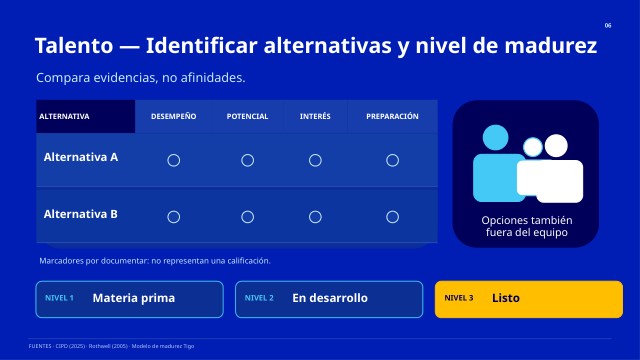 06
Talento — Identificar alternativas y nivel de madurez
Compara evidencias, no afinidades.
ALTERNATIVA DESEMPEÑO POTENCIAL INTERÉS PREPARACIÓN
Alternativa A
Alternativa B
Opciones también
fuera del equipo
Marcadores por documentar: no representan una calificación.
NIVEL 1 Materia prima
NIVEL 2 En desarrollo
NIVEL 3 Listo
FUENTES · CIPD (2025) · Rothwell (2005) · Modelo de madurez Tigo